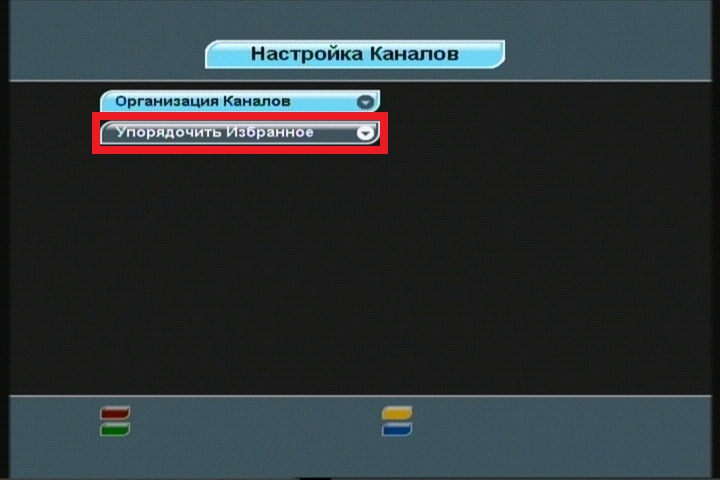 Настройка Каналов
Организация Каналов
Упорядочить Избранное